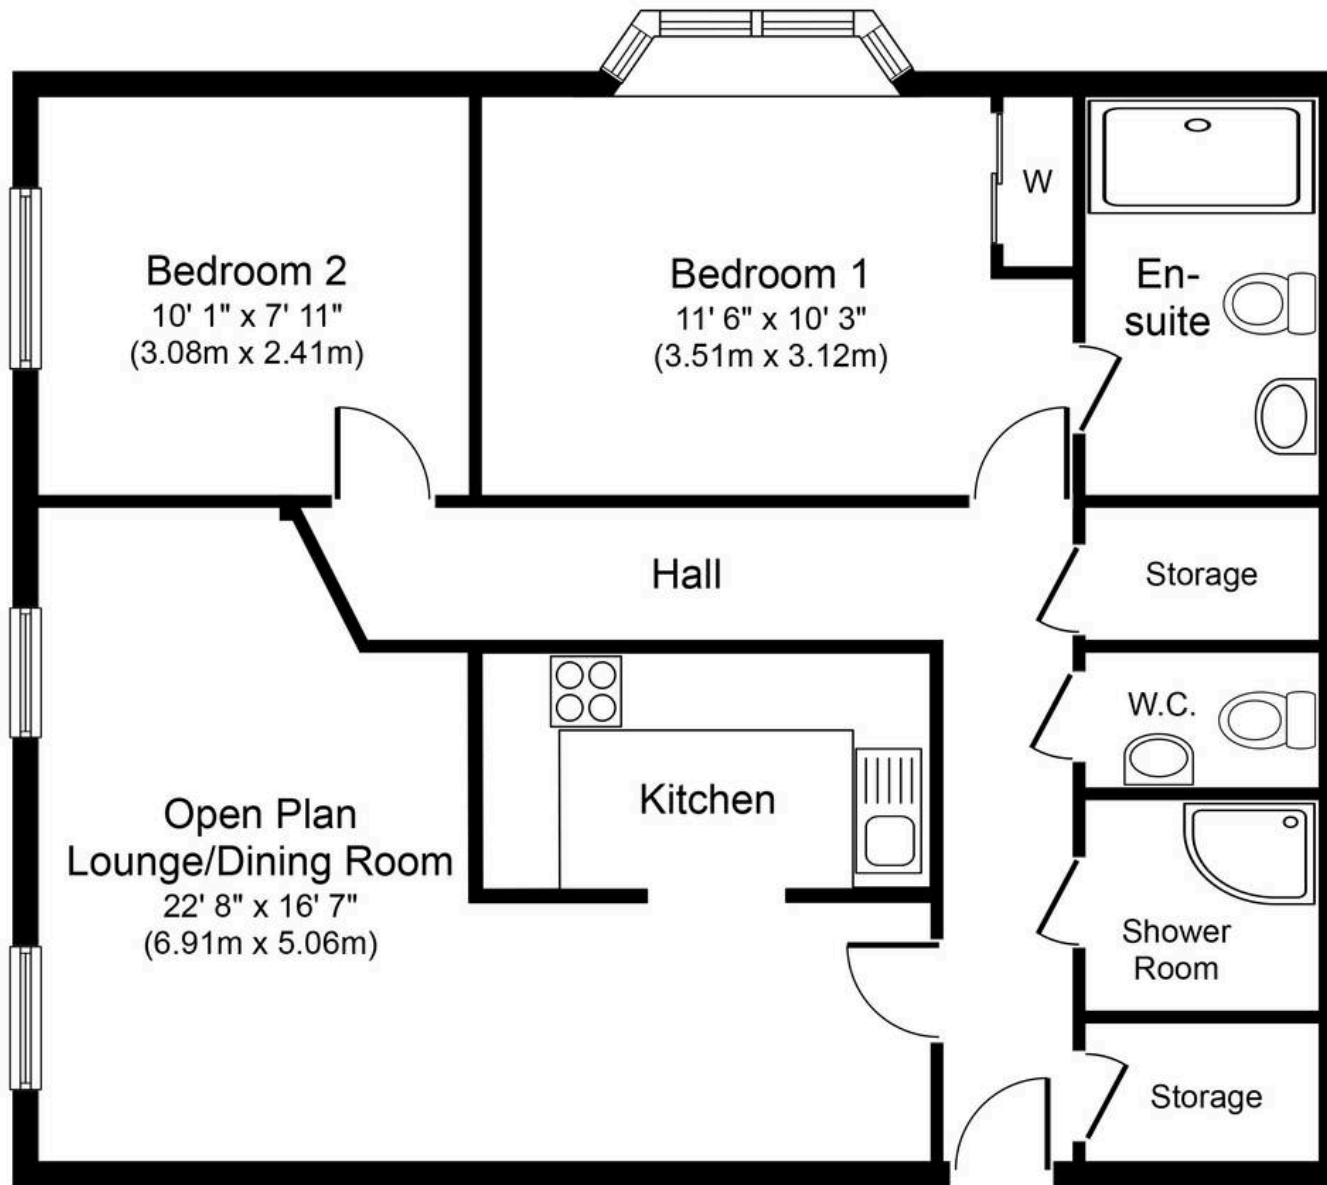 Bedroom 2
10' 1" x 7' 11"
(3.08m x 2.41m)
Bedroom 1
11' 6" x 10' 3"
(3.51m x 3.12m)
W
En-
suite
Hall
Storage
W.C.
Kitchen
Open Plan
Lounge/Dining Room
22' 8" x 16' 7"
(6.91m x 5.06m)
Shower
Room
Storage